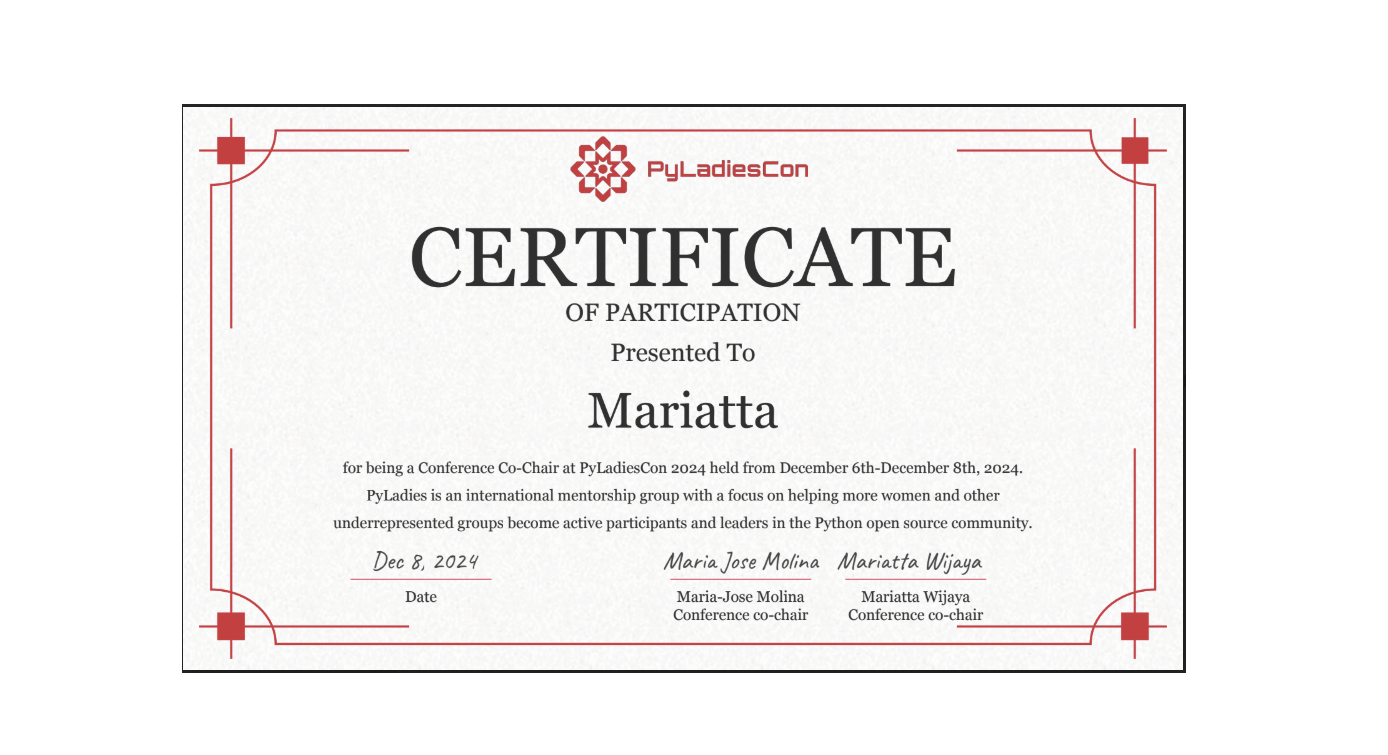 PyLadiesCon
CERTIFICATE
OF PARTICIPATION
Presented To
Mariatta
for being a Conference Co-Chair at PyLadiesCon 2024 held from December 6th-December 8th, 2024.
PyLadies is an international mentorship group with a focus on helping more women and other
underrepresented groups become active participants and leaders in the Python open source community.
Dec 8, 2024
Date
Maria Jose Molina
Maria-Jose Molina
Conference co-chair
Mariatta Wijaya
Mariatta Wijaya
Conference co-chair